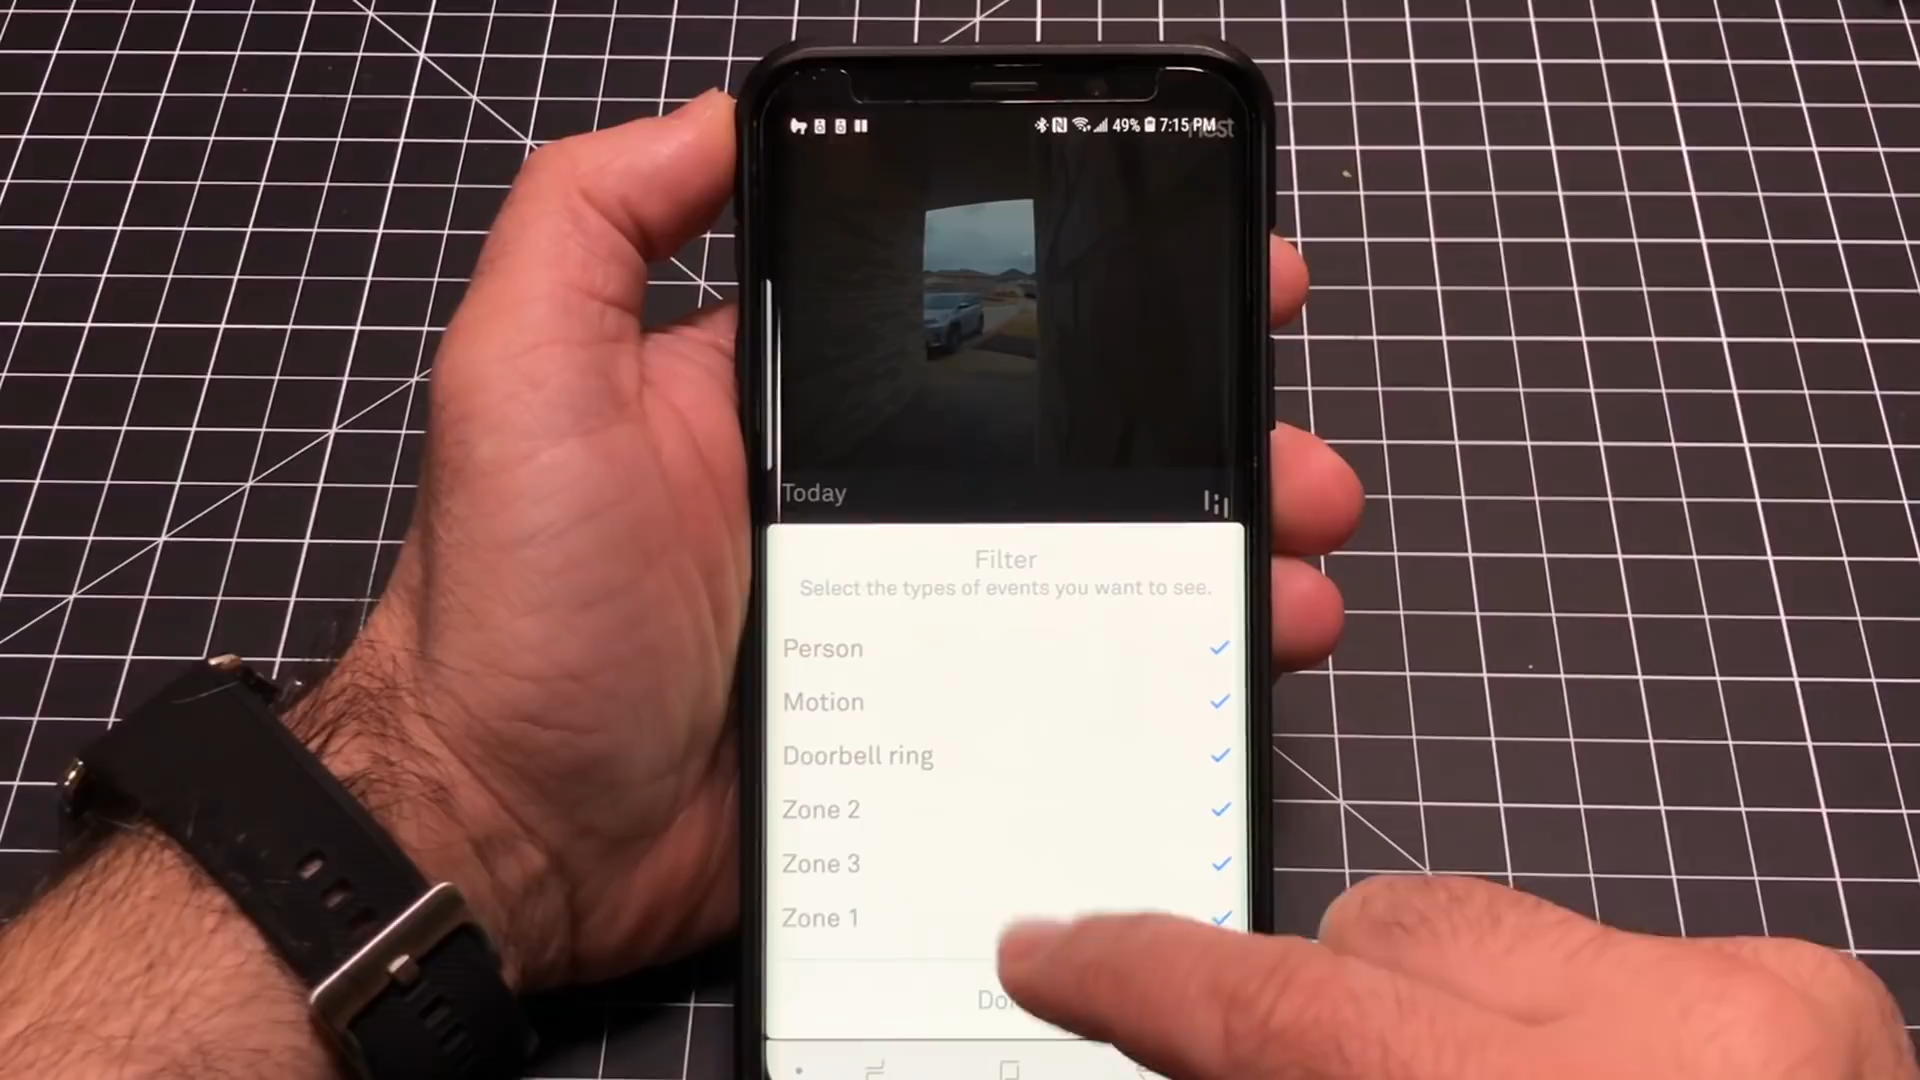 49% 7:15 PM
nest
Today
Filter
Select the types of events you want to see.
Person
Motion
Doorbell ring
Zone 2
Zone 3
Zone 1